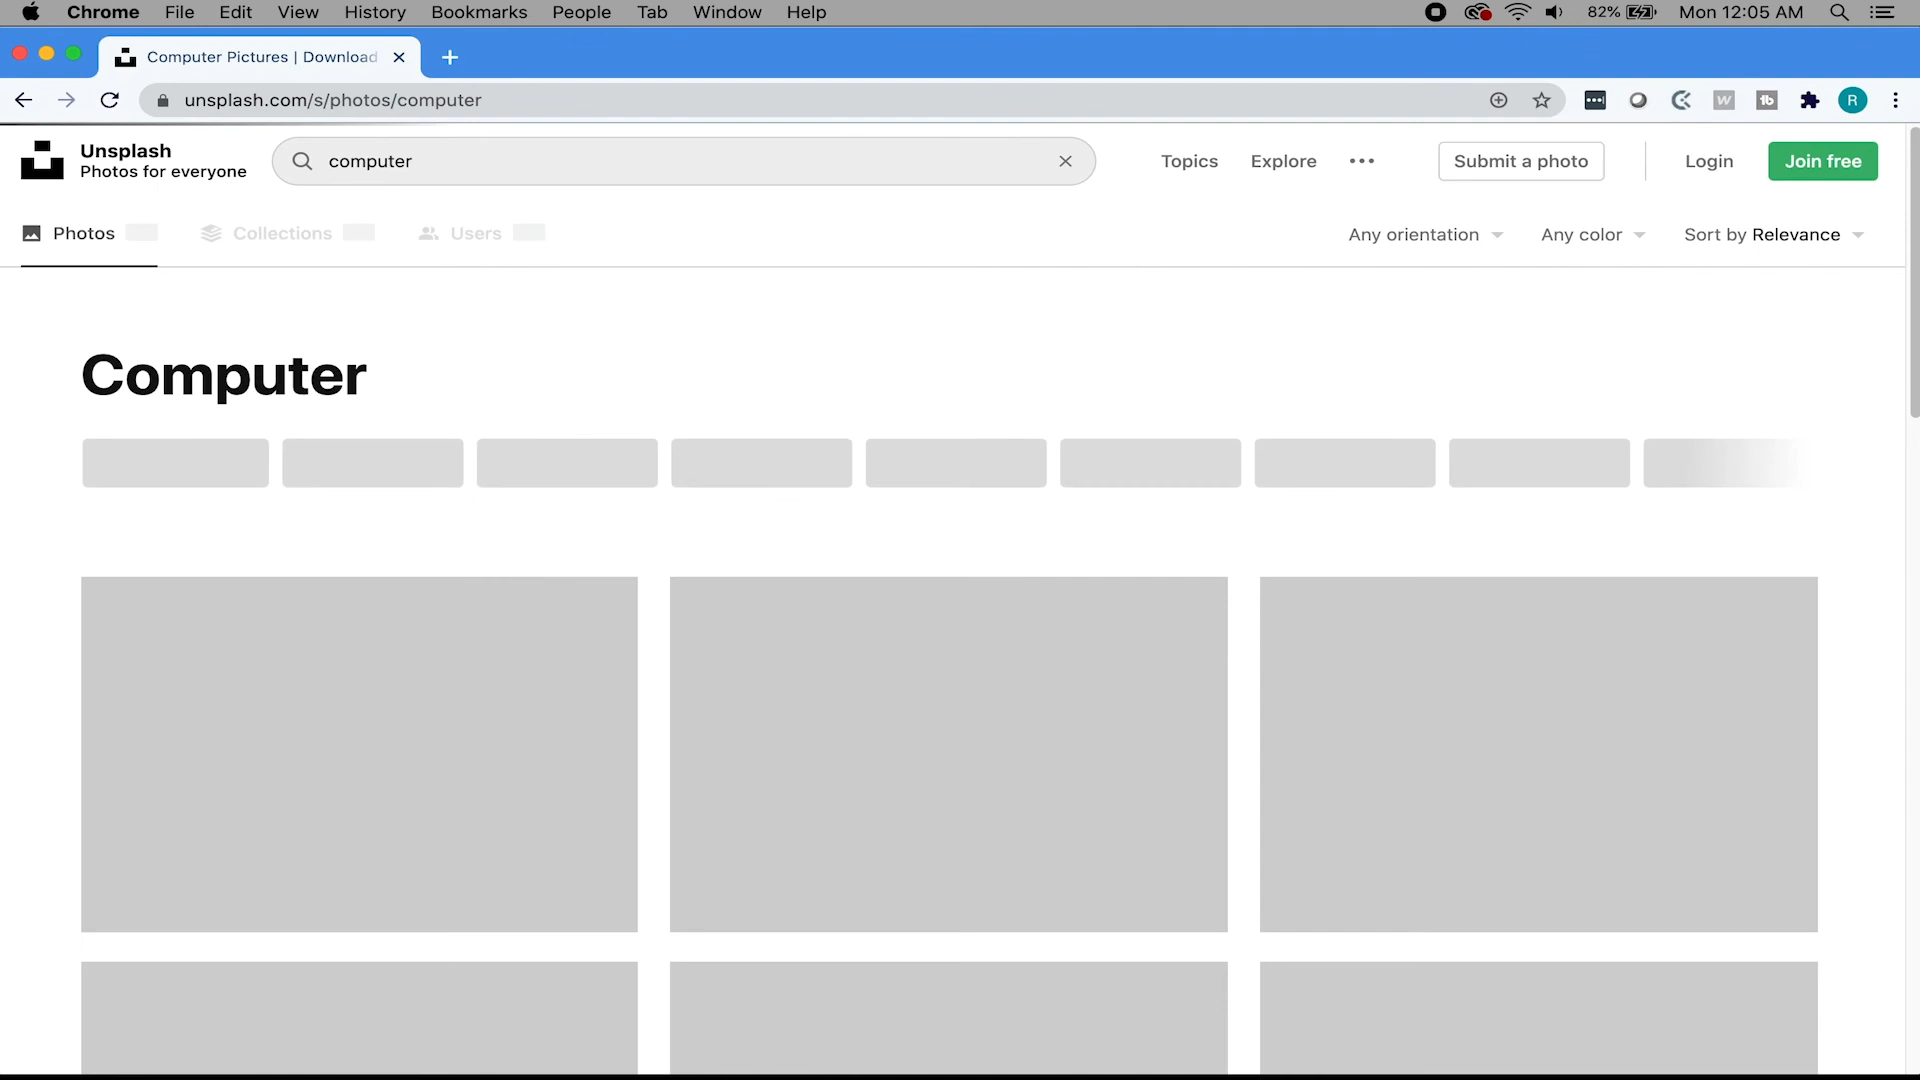 Chrome File Edit View History Bookmarks People Tab Window Help 82% Mon 12:05 AM
Computer Pictures | Download
unsplash.com/s/photos/computer R
Unsplash
Photos for everyone
computer
Topics Explore Submit a photo Login Join free
Photos Collections Users Any orientation Any color Sort by Relevance
Computer